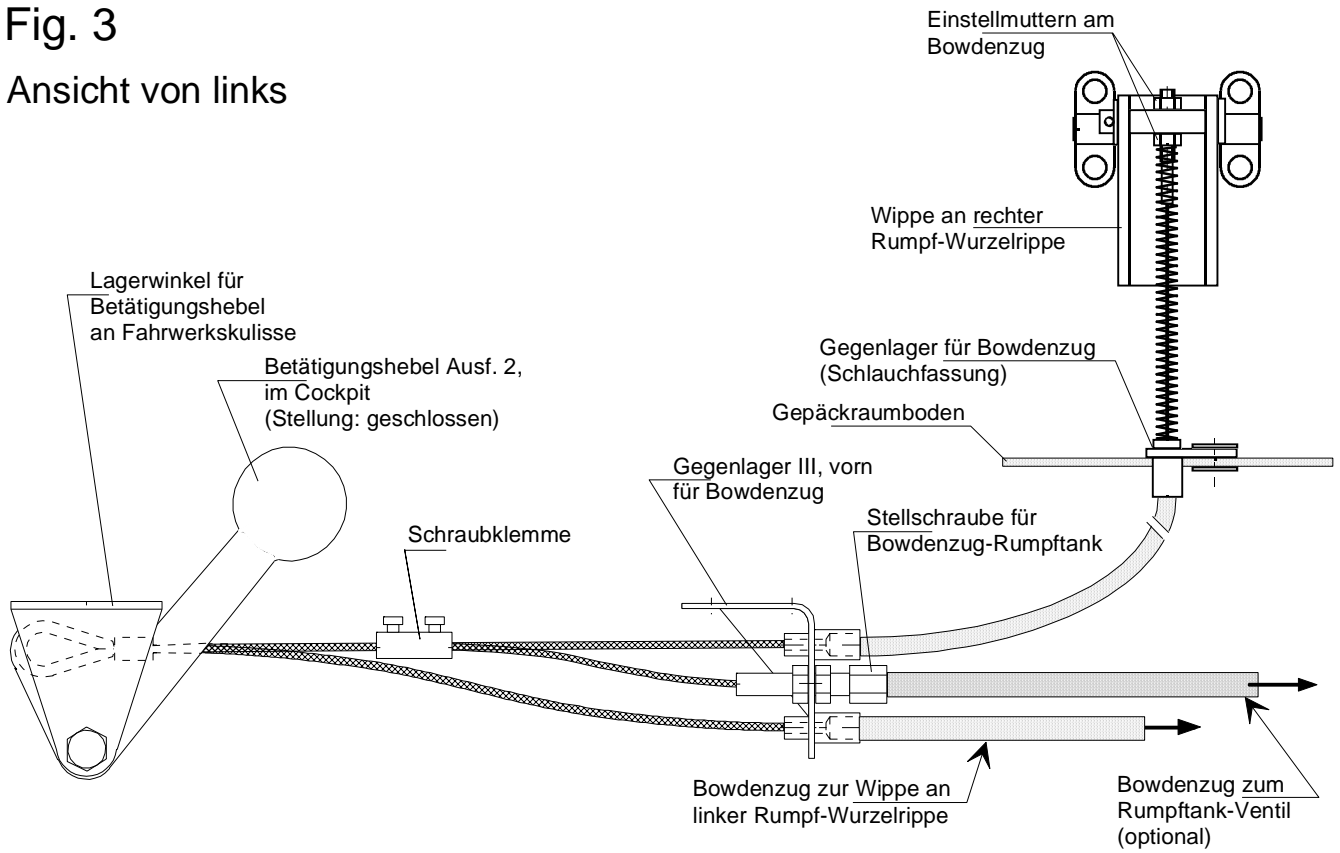 Fig. 3
Ansicht von links
Einstellmuttern am
Bowdenzug
Wippe an rechter
Rumpf-Wurzelrippe
Lagerwinkel für
Betätigungshebel
an Fahrwerkskulisse
Betätigungshebel Ausf. 2,
im Cockpit
(Stellung: geschlossen)
Gegenlager für Bowdenzug
(Schlauchfassung)
Gepäckraumboden
Gegenlager III, vorn
für Bowdenzug
Stellschraube für
Bowdenzug-Rumpftank
Schraubklemme
Bowdenzug zur Wippe an
linker Rumpf-Wurzelrippe
Bowdenzug zum
Rumpftank-Ventil
(optional)